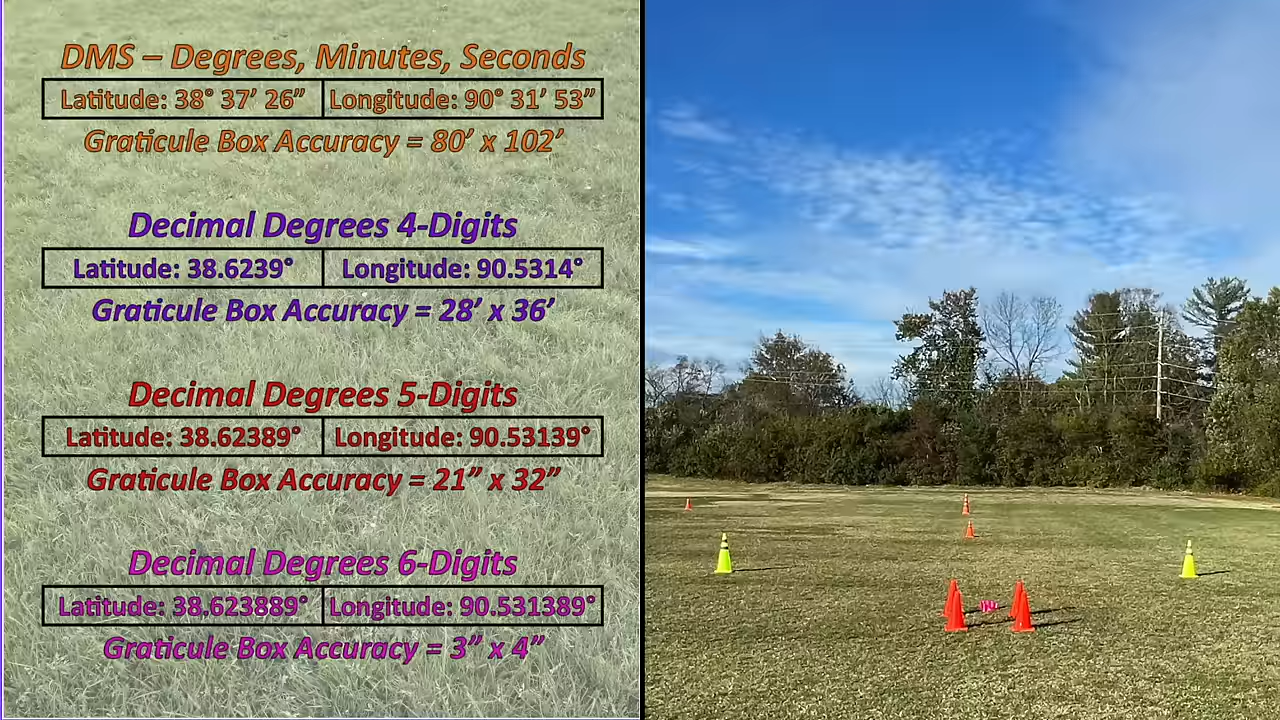 DMS – Degrees, Minutes, Seconds
Latitude: 38° 37’ 26” Longitude: 90° 31’ 53”
Graticule Box Accuracy = 80’ x 102’
Decimal Degrees 4-Digits
Latitude: 38.6239° Longitude: 90.5314°
Graticule Box Accuracy = 28’ x 36’
Decimal Degrees 5-Digits
Latitude: 38.62389° Longitude: 90.53139°
Graticule Box Accuracy = 21” x 32”
Decimal Degrees 6-Digits
Latitude: 38.623889° Longitude: 90.531389°
Graticule Box Accuracy = 3” x 4”